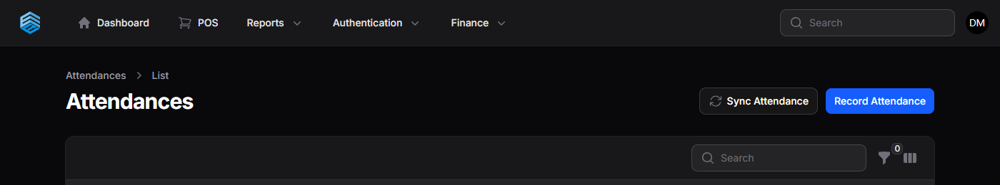 Dashboard POS Reports Authentication Finance Search DM
Attendances List
Attendances
Sync Attendance Record Attendance
Search 0